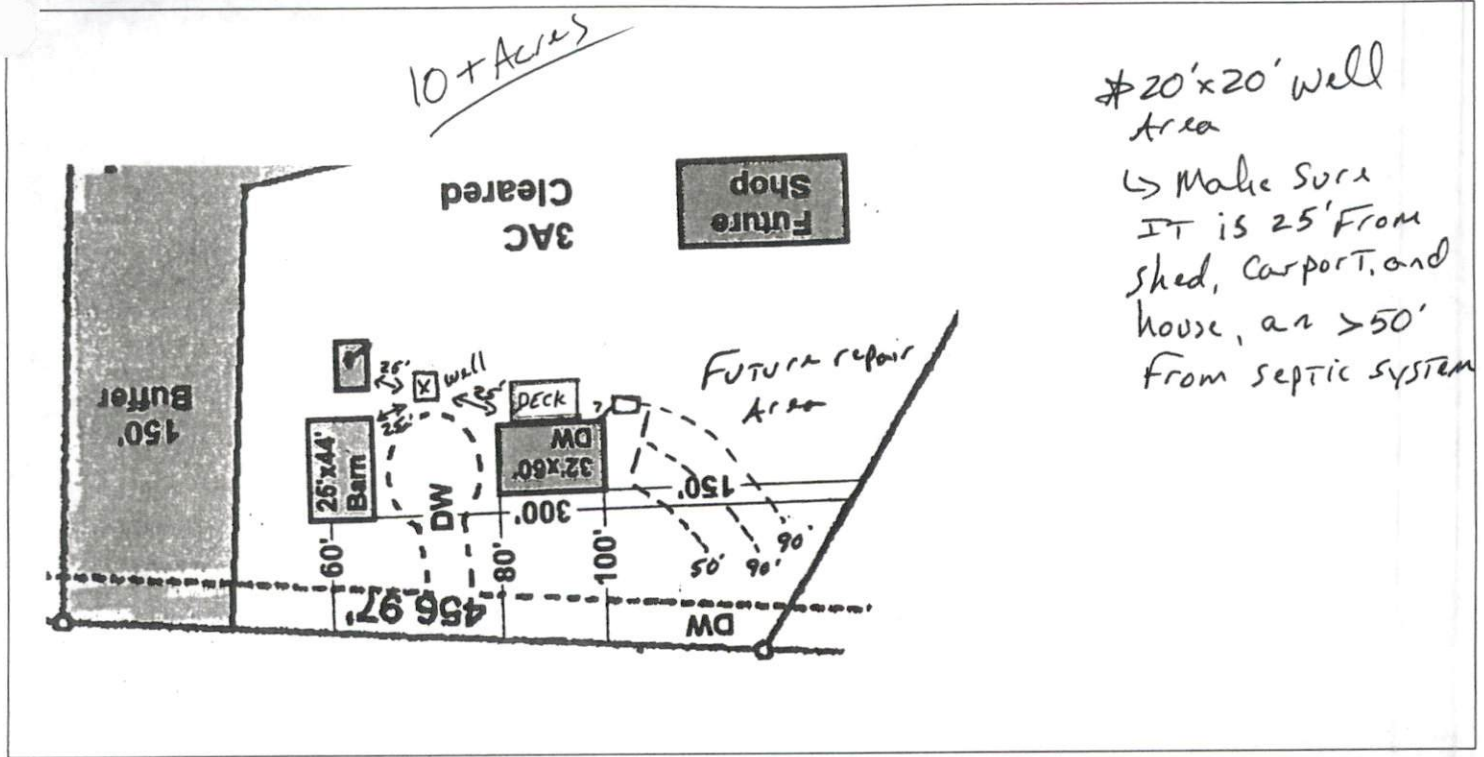 10+ Acres
* 20'x20' well
Area
↳ Make Sure
IT is 25' From
shed, CarporT, and
house, an >50'
From septic sysTem
Future
Shop
3AC
Cleared
150'
Buffer
26'
well
X
25'
25'
DECK
?
FUTURE repair
Area
26'x44'
Barn
DW
32'x60'
DW
150'
300'
60'
80'
100'
50'
90'
90'
456.97'
DW